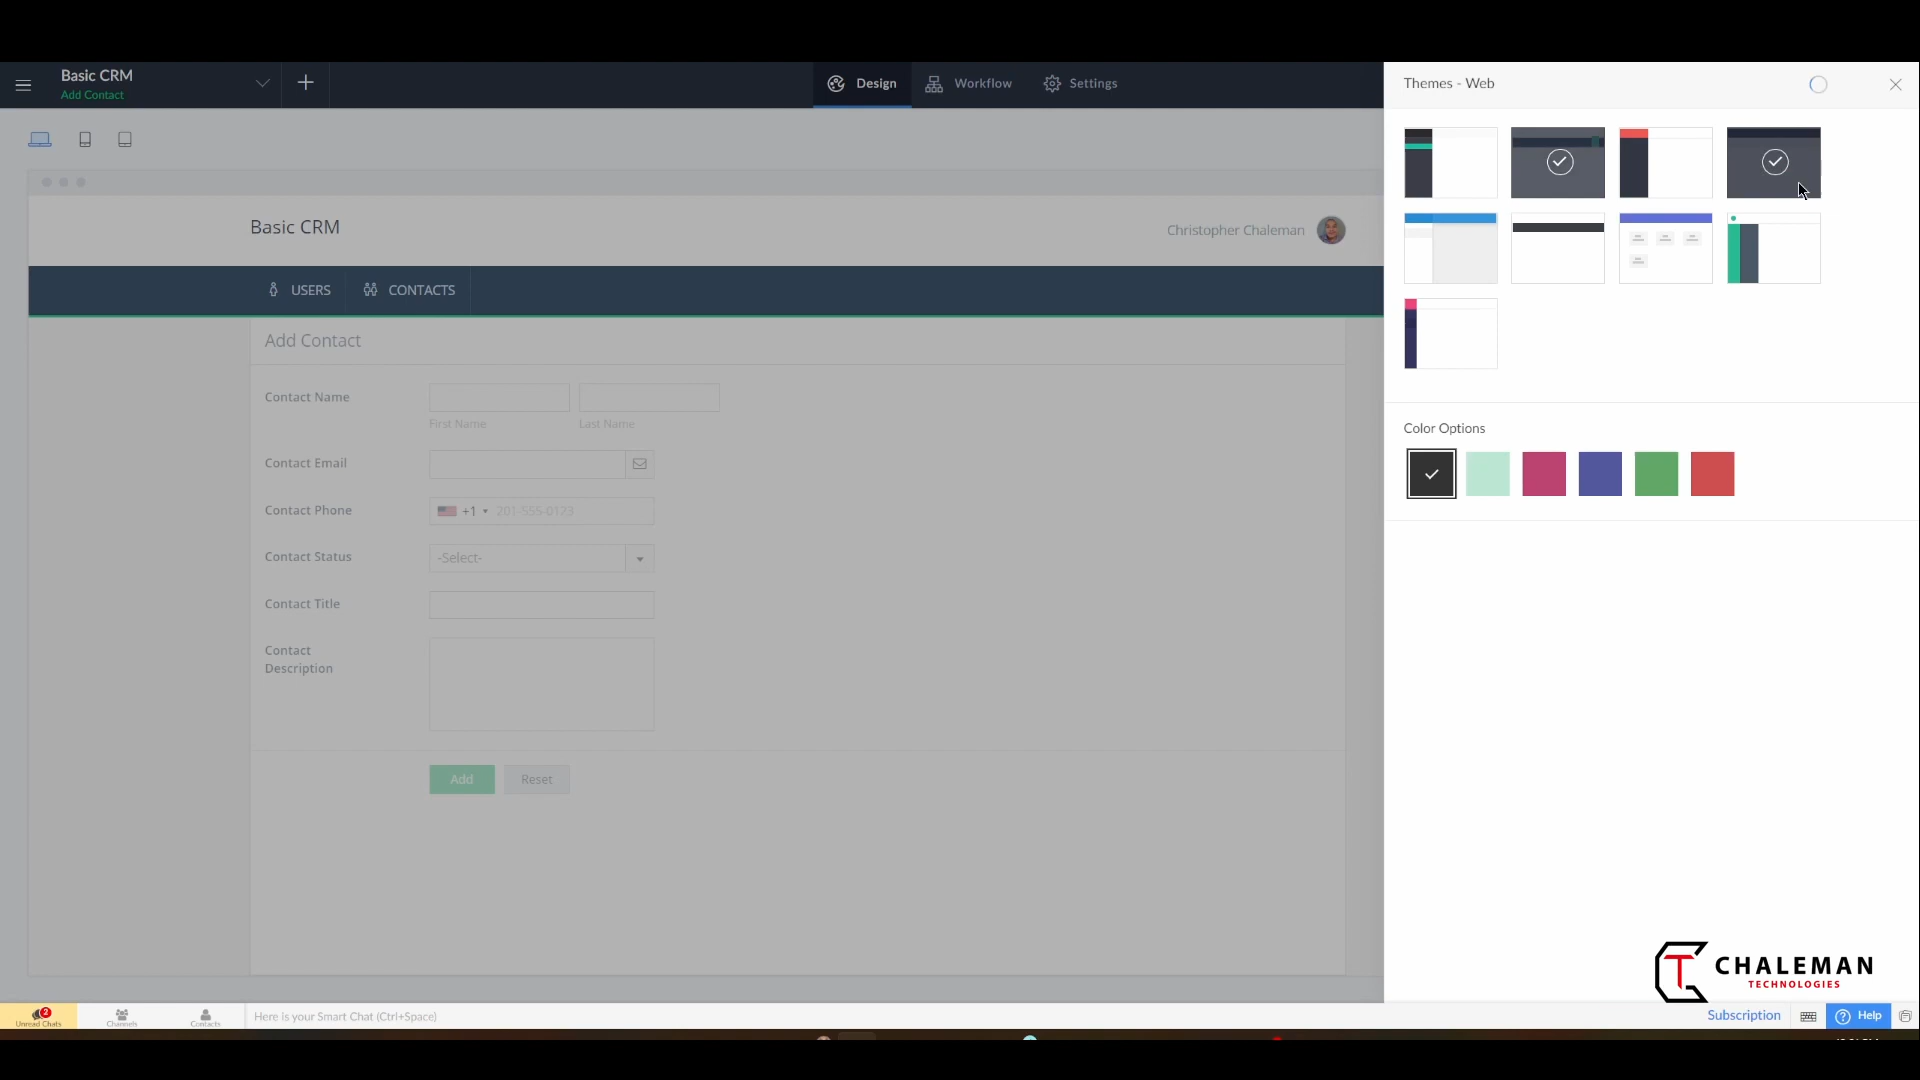 Basic CRM
Add Contact
Design
Workflow
Settings
Themes - Web
Basic CRM
Christopher Chaleman
USERS
CONTACTS
Add Contact
Contact Name
First Name
Last Name
Contact Email
Contact Phone
+1
201-555-0123
Contact Status
-Select-
Contact Title
Contact
Description
Add
Reset
Color Options
CHALEMAN
TECHNOLOGIES
2
Unread Chats
Channels
Contacts
Here is your Smart Chat (Ctrl+Space)
Subscription
? Help